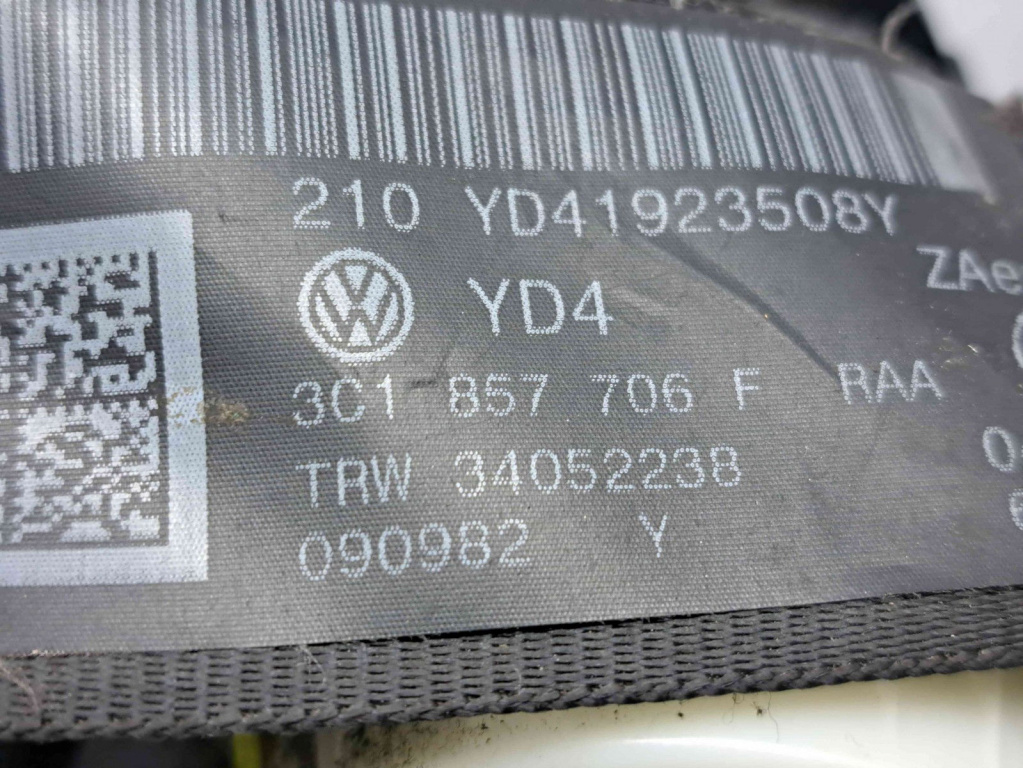 210 YD41923508Y
YD4
3C1 857 706 F RAA
TRW 34052238
090982 Y